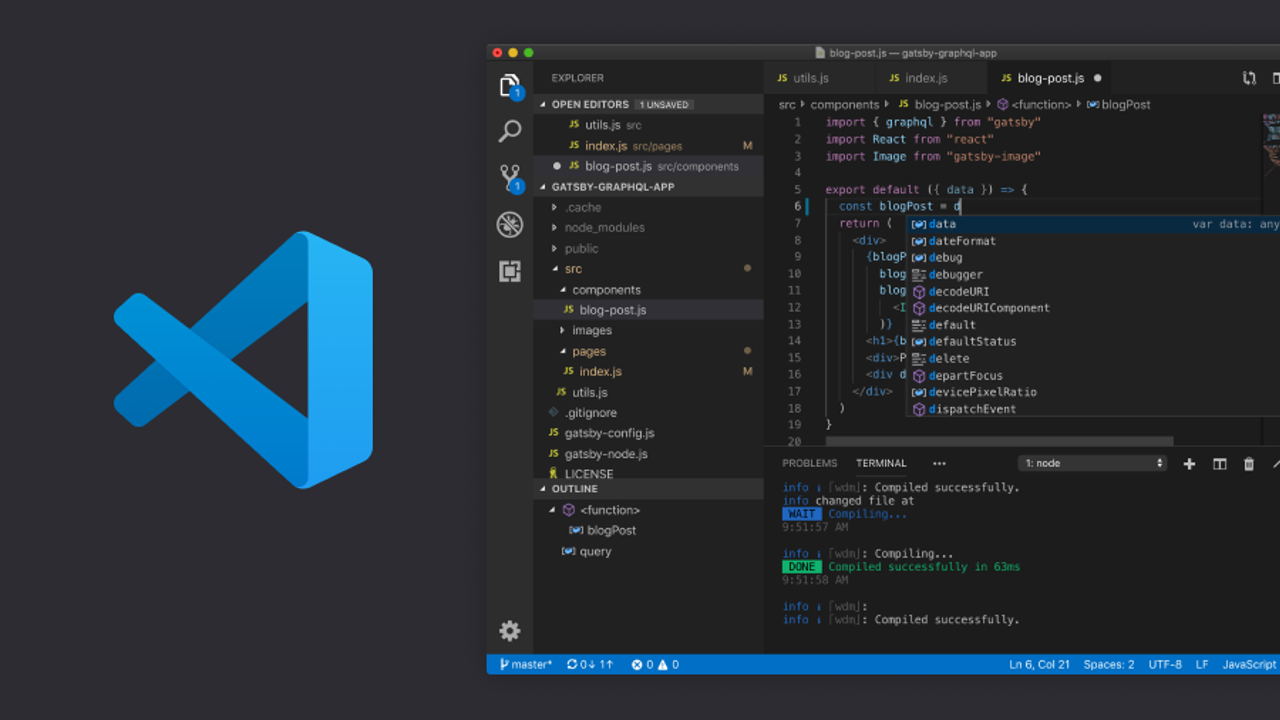 blog-post.js — gatsby-graphql-app
1
1
EXPLORER
OPEN EDITORS 1 UNSAVED
JS utils.js src
JS index.js src/pages M
JS blog-post.js src/components
GATSBY-GRAPHQL-APP
.cache
node_modules
public
src
components
JS blog-post.js
images
pages
JS index.js M
JS utils.js
.gitignore
JS gatsby-config.js
JS gatsby-node.js
LICENSE
OUTLINE
<function>
blogPost
query
JS utils.js JS index.js JS blog-post.js
src components JS blog-post.js <function> blogPost
1 import { graphql } from "gatsby"
2 import React from "react"
3 import Image from "gatsby-image"
4
5 export default ({ data }) => {
6 const blogPost = d
7 return (
8 <div>
9 {blogP
10 blog
11 blog
12 <I
13 )}
14 <h1>{b
15 <div>P
16 <div d
17 </div>
18 )
19 }
20
data var data: any
dateFormat
debug
debugger
decodeURI
decodeURIComponent
default
defaultStatus
delete
departFocus
devicePixelRatio
dispatchEvent
PROBLEMS TERMINAL ••• 1: node
info ℹ ｢wdm｣: Compiled successfully.
info changed file at
WAIT Compiling...
9:51:57 AM
info ℹ ｢wdm｣: Compiling...
DONE Compiled successfully in 63ms
9:51:58 AM
info ℹ ｢wdm｣:
info ℹ ｢wdm｣: Compiled successfully.
master* 0↓ 1↑ 0 0 Ln 6, Col 21 Spaces: 2 UTF-8 LF JavaScript